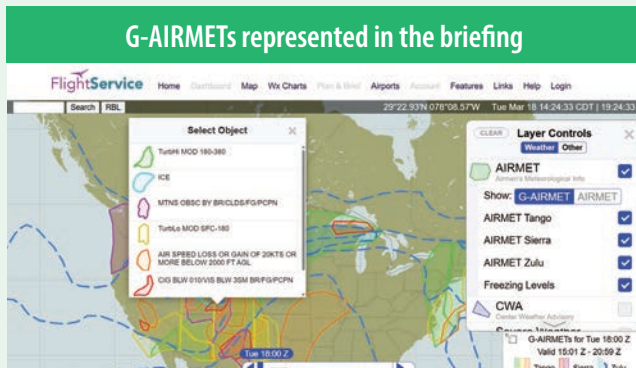 G-AIRMETs represented in the briefing
FlightService Home Dashboard Map Wx Charts Plan & Brief Airports Account Features Links Help Login
Search RBL 29°22.93'N 078°08.57'W Tue Mar 18 14:24:33 CDT | 19:24:33
Select Object ×
TurbHi MOD 180-380
ICE
MTNS OBSC BY BR/CLDS/FG/PCPN
TurbLo MOD SFC-180
AIR SPEED LOSS OR GAIN OF 20KTS OR
MORE BELOW 2000 FT AGL
CIG BLW 010/VIS BLW 3SM BR/FG/PCPN
CLEAR Layer Controls ×
Weather Other
AIRMET
Airmen's Meteorological Info
Show: G-AIRMET AIRMET
AIRMET Tango
AIRMET Sierra
AIRMET Zulu
Freezing Levels
CWA
Center Weather Advisory
Severe Weather
Tue 18:00 Z
G-AIRMETs for Tue 18:00 Z
Valid 15:01 Z - 20:59 Z
Tango Sierra Zulu